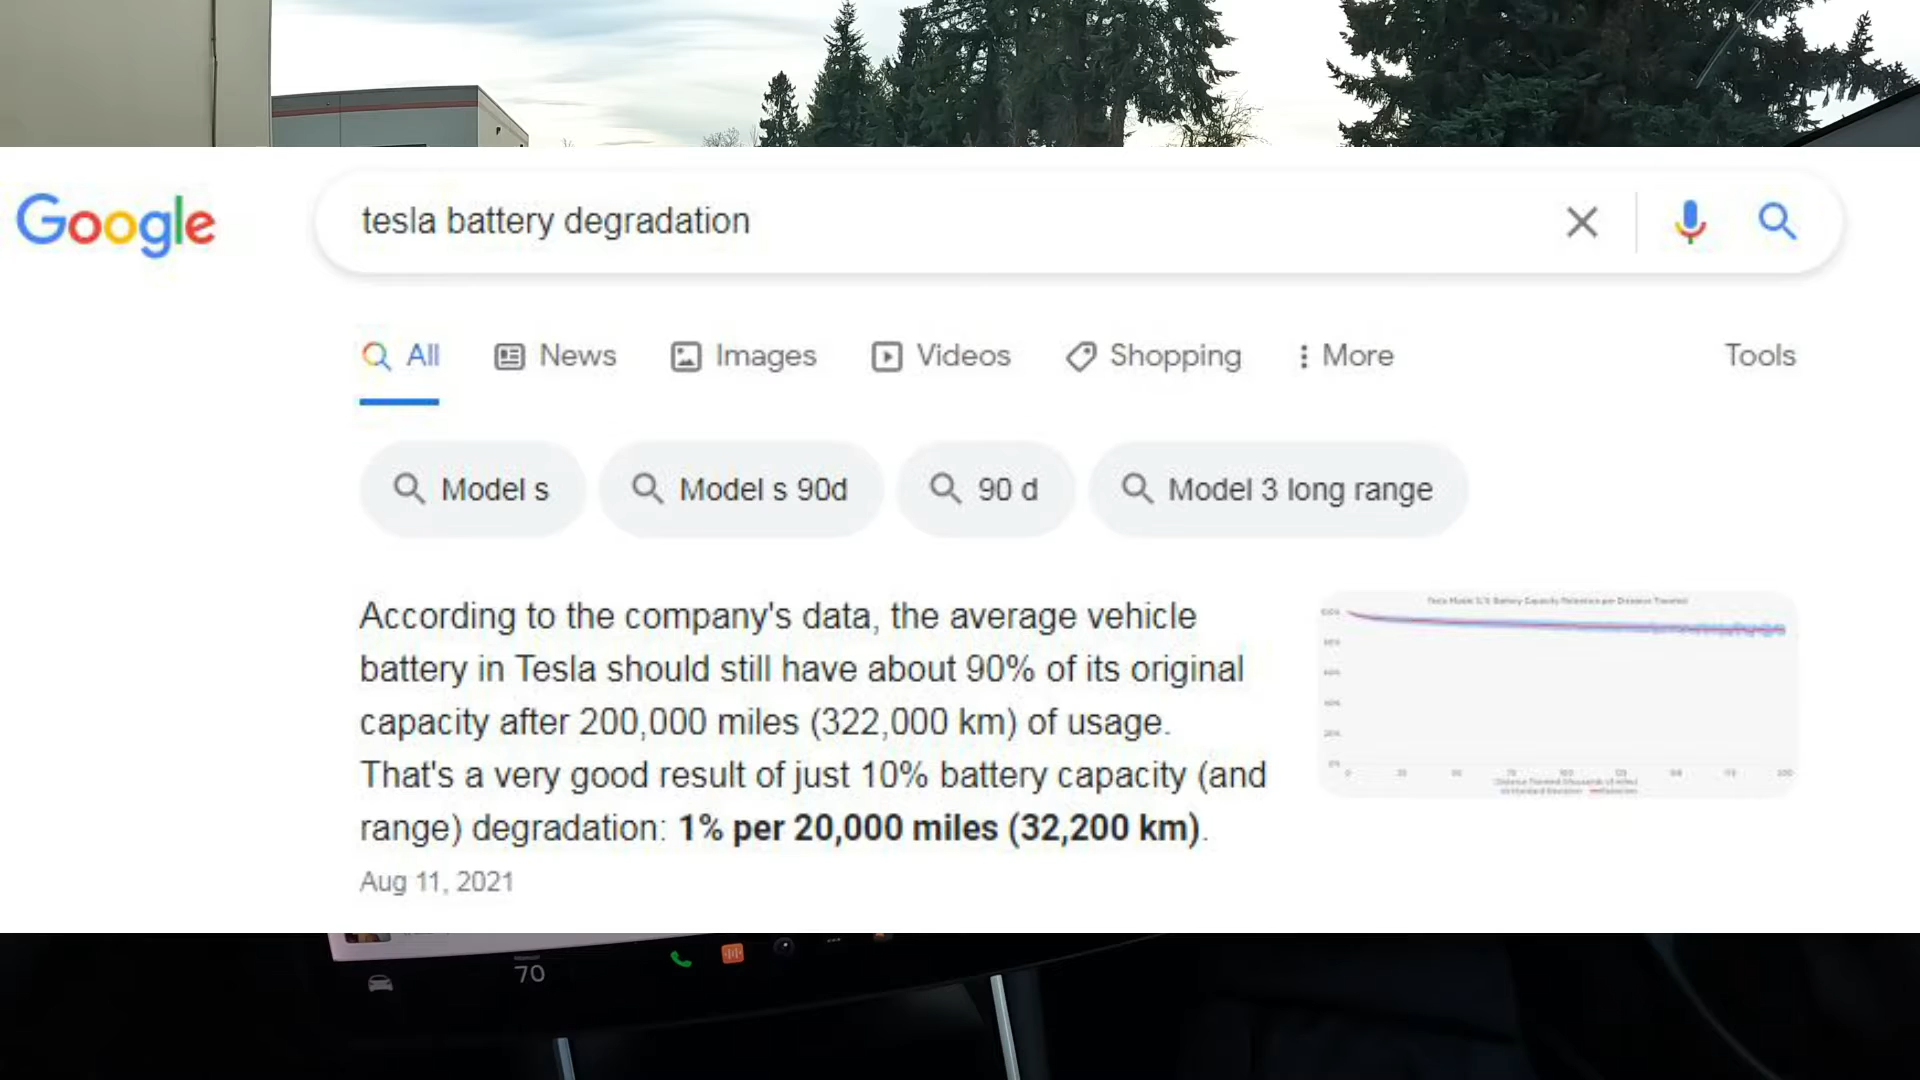 Google
tesla battery degradation
All News Images Videos Shopping More Tools
Model s Model s 90d 90 d Model 3 long range
According to the company's data, the average vehicle
battery in Tesla should still have about 90% of its original
capacity after 200,000 miles (322,000 km) of usage.
That's a very good result of just 10% battery capacity (and
range) degradation: 1% per 20,000 miles (32,200 km).
Aug 11, 2021
70